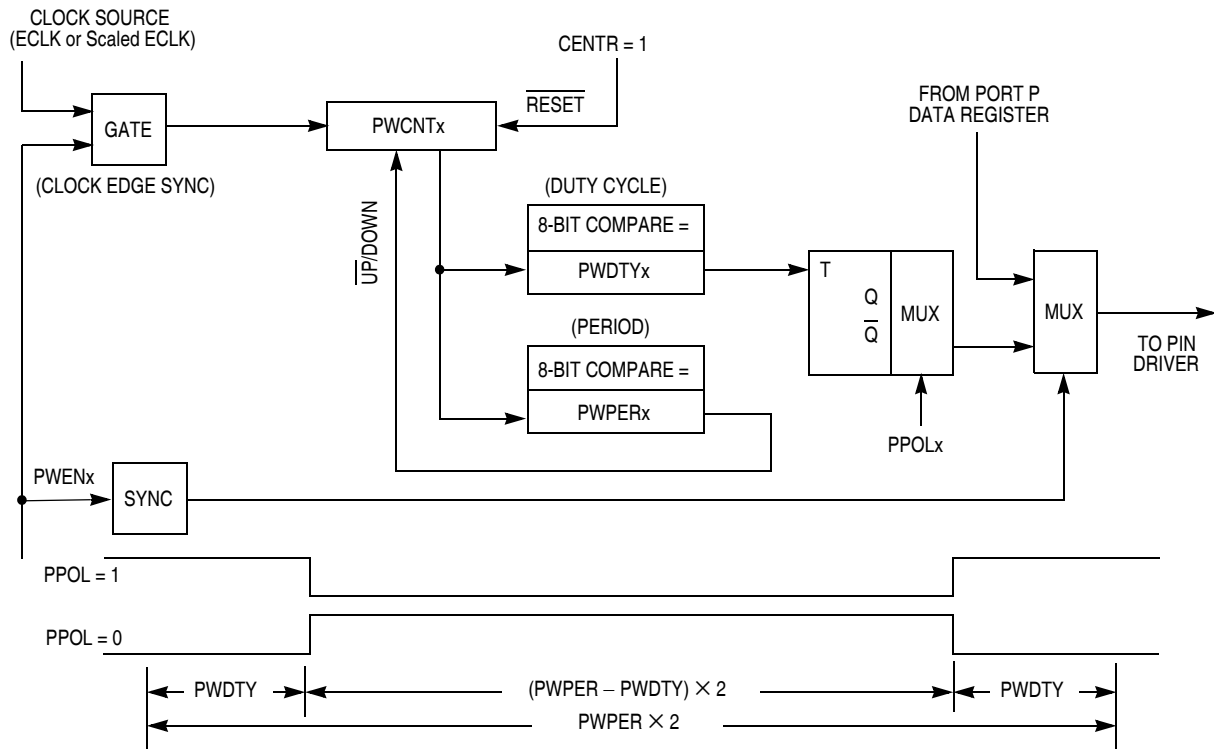 CLOCK SOURCE
(ECLK or Scaled ECLK)
CENTR = 1
RESET
FROM PORT P
DATA REGISTER
GATE
PWCNTx
(CLOCK EDGE SYNC)
(DUTY CYCLE)
8-BIT COMPARE =
PWDTYx
UP/DOWN
T
Q
Q
MUX
MUX
TO PIN
DRIVER
(PERIOD)
8-BIT COMPARE =
PWPERx
PPOLx
PWENx
SYNC
PPOL = 1
PPOL = 0
PWDTY
(PWPER − PWDTY) × 2
PWDTY
PWPER × 2